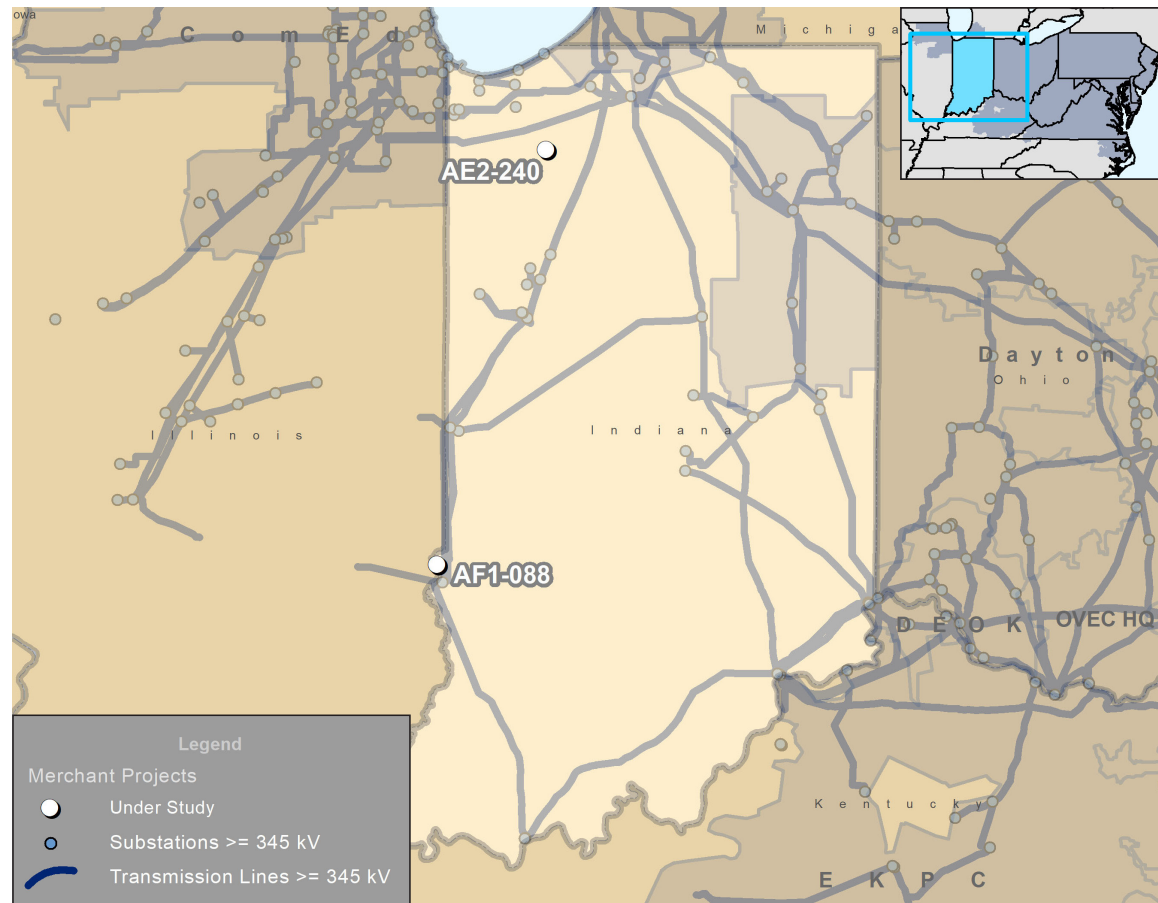 owa
C o m E d
M i c h i g a
AE2-240
D a y t o n
O h i o
I l l i n o i s
I n d i a n a
AF1-088
D E O K
OVEC HQ
K e n t u c k y
E K P C
Legend
Merchant Projects
Under Study
Substations >= 345 kV
Transmission Lines >= 345 kV